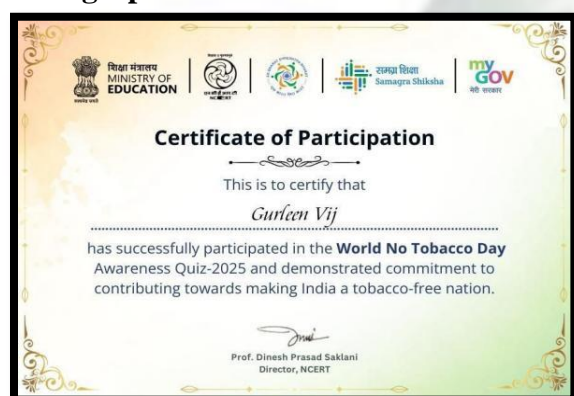 शिक्षा मंत्रालय
MINISTRY OF
EDUCATION
NCERT
समग्र शिक्षा
Samagra Shiksha
my
GOV
मेरी सरकार
Certificate of Participation
This is to certify that
Gurleen Vij
has successfully participated in the World No Tobacco Day
Awareness Quiz-2025 and demonstrated commitment to
contributing towards making India a tobacco-free nation.
Prof. Dinesh Prasad Saklani
Director, NCERT